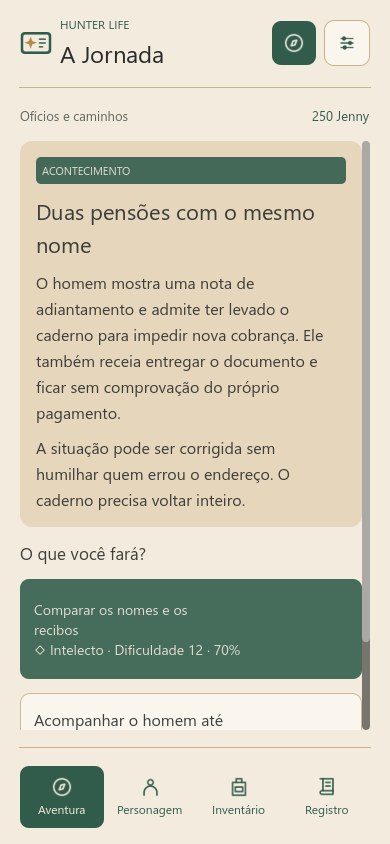 HUNTER LIFE
A Jornada
Ofícios e caminhos
250 Jenny
ACONTECIMENTO
Duas pensões com o mesmo
nome
O homem mostra uma nota de
adiantamento e admite ter levado o
caderno para impedir nova cobrança. Ele
também receia entregar o documento e
ficar sem comprovação do próprio
pagamento.
A situação pode ser corrigida sem
humilhar quem errou o endereço. O
caderno precisa voltar inteiro.
O que você fará?
Comparar os nomes e os
recibos
◇ Intelecto · Dificuldade 12 · 70%
Acompanhar o homem até
Aventura
Personagem
Inventário
Registro